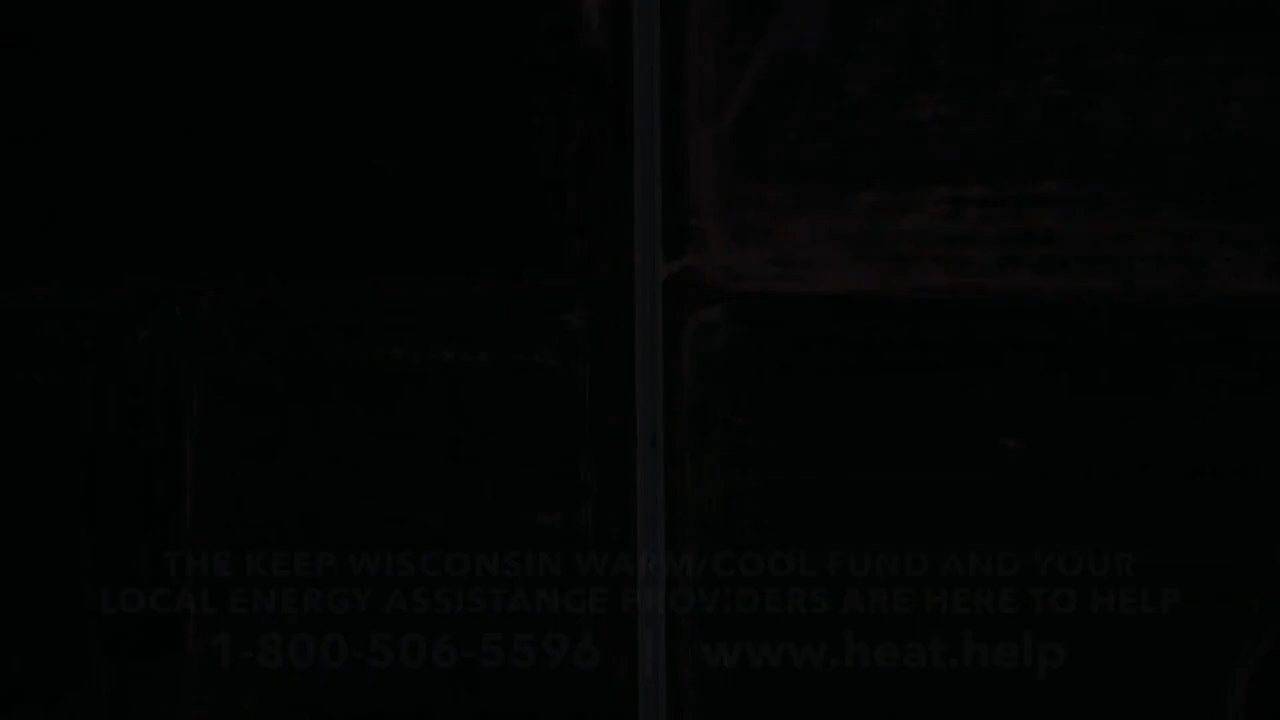 THE KEEP WISCONSIN WARM/COOL FUND AND YOUR
LOCAL ENERGY ASSISTANCE PROVIDERS ARE HERE TO HELP
1-800-506-5596 | www.heat.help